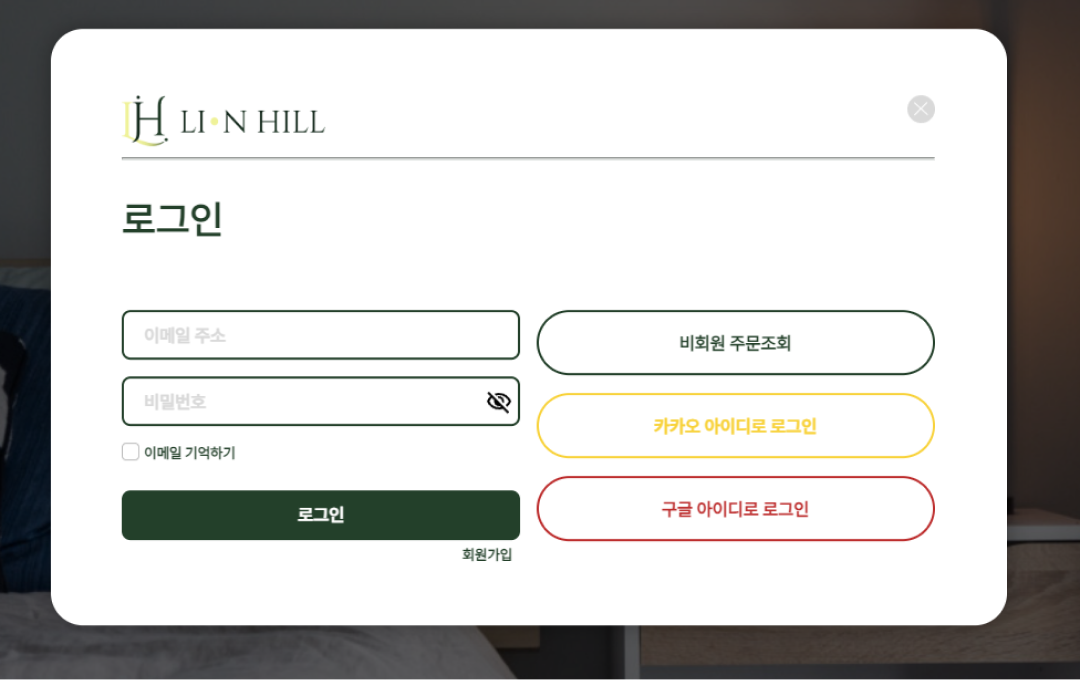 LI•N HILL
로그인
이메일 주소
비밀번호
이메일 기억하기
로그인
회원가입
비회원 주문조회
카카오 아이디로 로그인
구글 아이디로 로그인